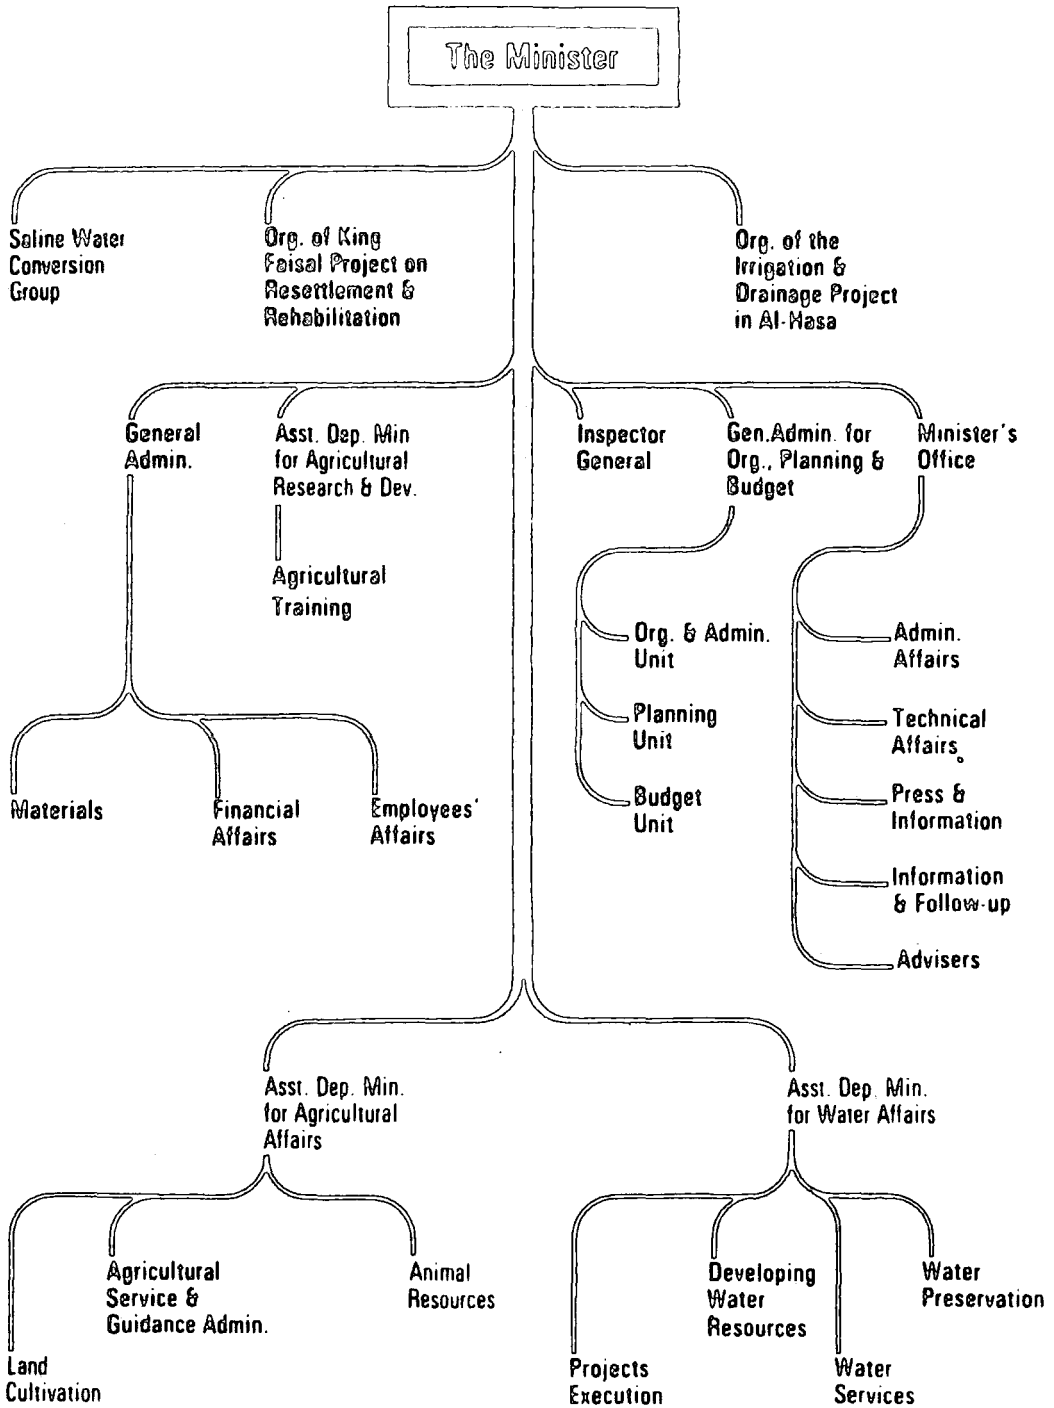 The Minister
Saline Water
Conversion
Group
Org. of King
Faisal Project on
Resettlement &
Rehabilitation
Org. of the
Irrigation &
Drainage Project
in Al-Hasa
General
Admin.
Asst. Dep. Min
for Agricultural
Research & Dev.
Agricultural
Training
Inspector
General
Gen.Admin. for
Org., Planning &
Budget
Minister's
Office
Org. & Admin.
Unit
Planning
Unit
Budget
Unit
Admin.
Affairs
Technical
Affairs
Press &
Information
Information
& Follow-up
Advisers
Materials
Financial
Affairs
Employees'
Affairs
Asst. Dep. Min.
for Agricultural
Affairs
Asst. Dep. Min.
for Water Affairs
Land
Cultivation
Agricultural
Service &
Guidance Admin.
Animal
Resources
Projects
Execution
Developing
Water
Resources
Water
Services
Water
Preservation